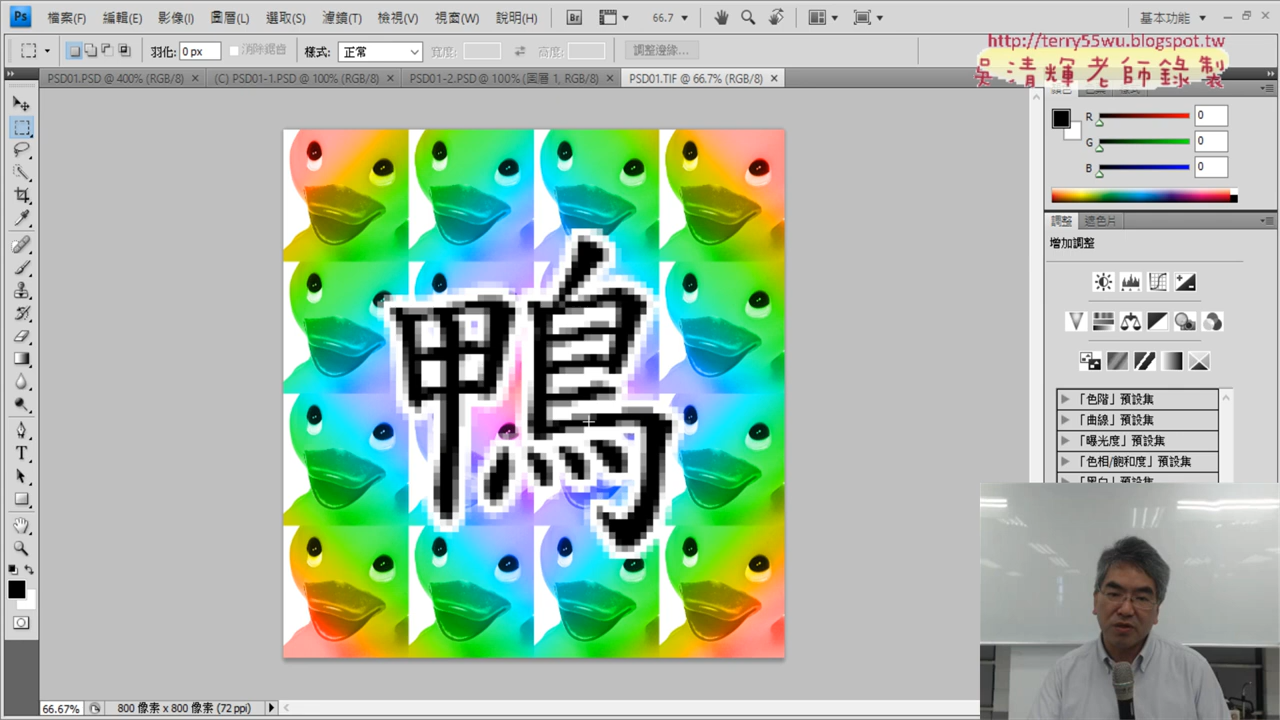 Ps 檔案(F) 編輯(E) 影像(I) 圖層(L) 選取(S) 濾鏡(T) 檢視(V) 視窗(W) 說明(H) Br 66.7 基本功能
羽化: 0 px 消除鋸齒 樣式: 正常 寬度: 高度: 調整邊緣...
http://terry55wu.blogspot.tw
吳清輝老師錄製
PSD01.PSD @ 400% (RGB/8) × (C) PSD01-1.PSD @ 100% (RGB/8) × PSD01-2.PSD @ 100% (圖層 1, RGB/8) × PSD01.TIF @ 66.7% (RGB/8) ×
R 0
G 0
B 0
調整 遮色片
增加調整
「色階」預設集
「曲線」預設集
「曝光度」預設集
「色相/飽和度」預設集
「黑白」預設集
鴨
66.67% 800 像素 x 800 像素 (72 ppi)